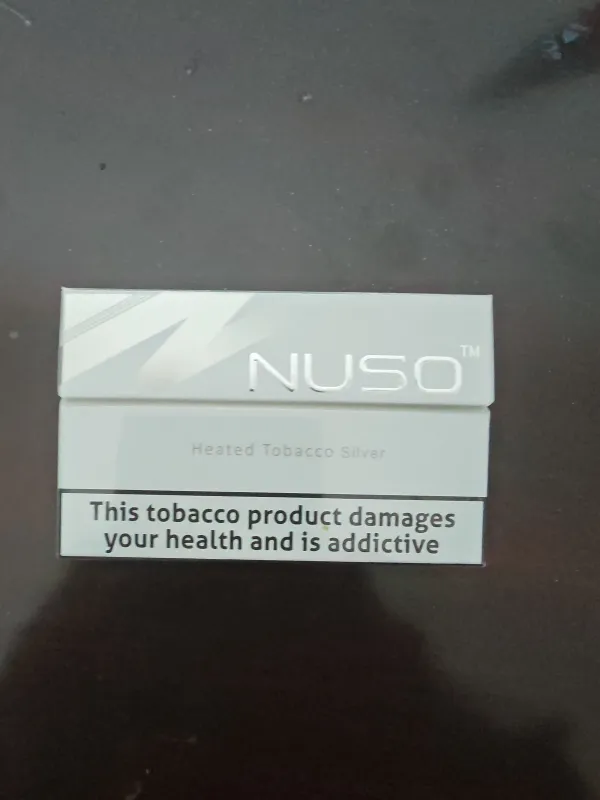 NUSO™
Heated Tobacco Silver
This tobacco product damages
your health and is addictive